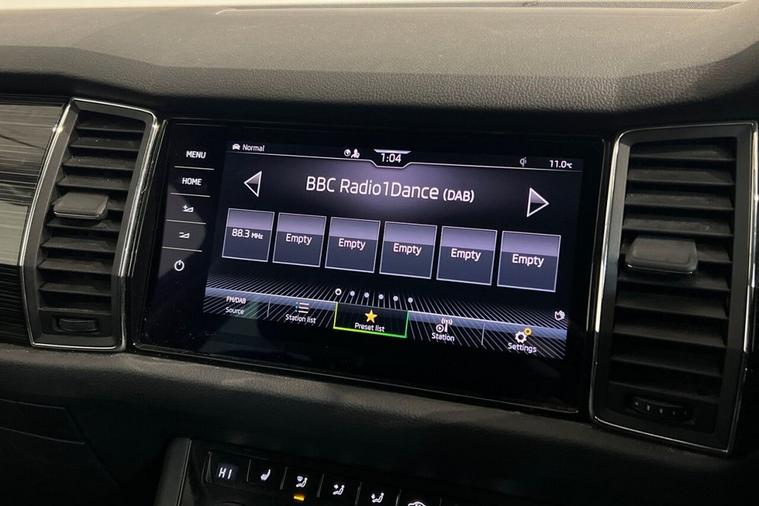 Normal
1:04
11.0°C
MENU
HOME
BBC Radio1Dance (DAB)
88.3 MHz
Empty
Empty
Empty
Empty
Empty
FM/DAB
Source
Station list
Preset list
Station
Settings
HI